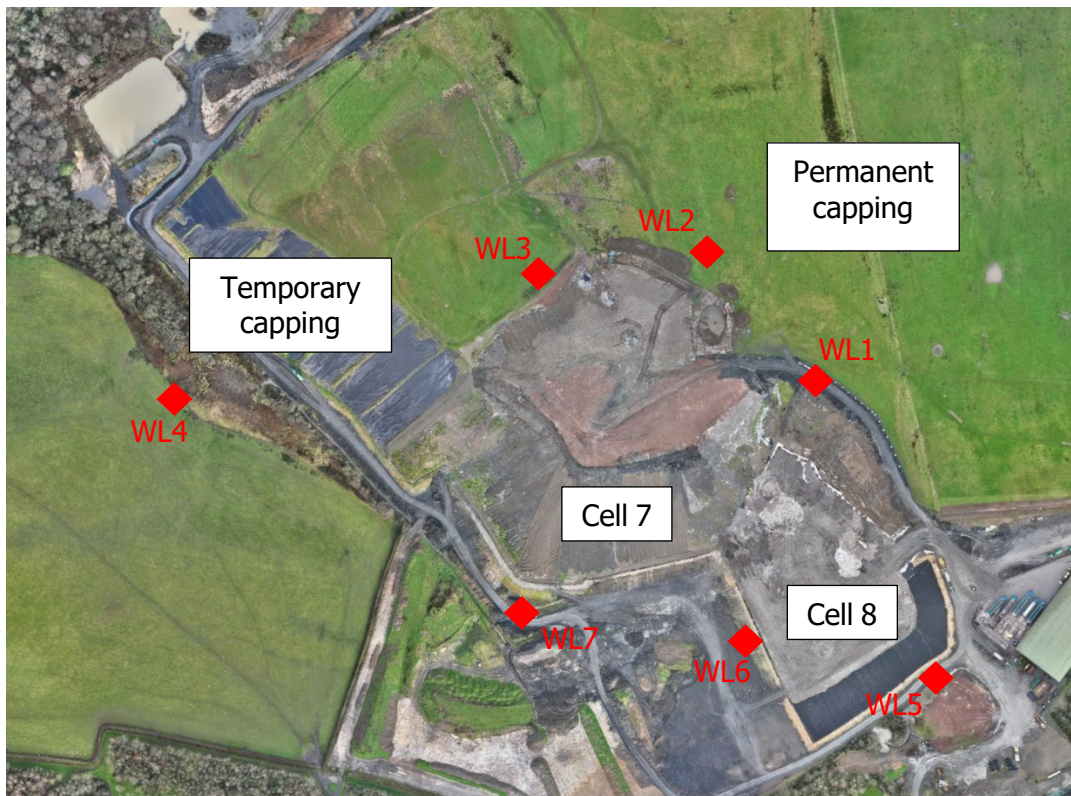 Permanent
capping
WL2
WL3
Temporary
capping
WL1
WL4
Cell 7
Cell 8
WL7
WL6
WL5